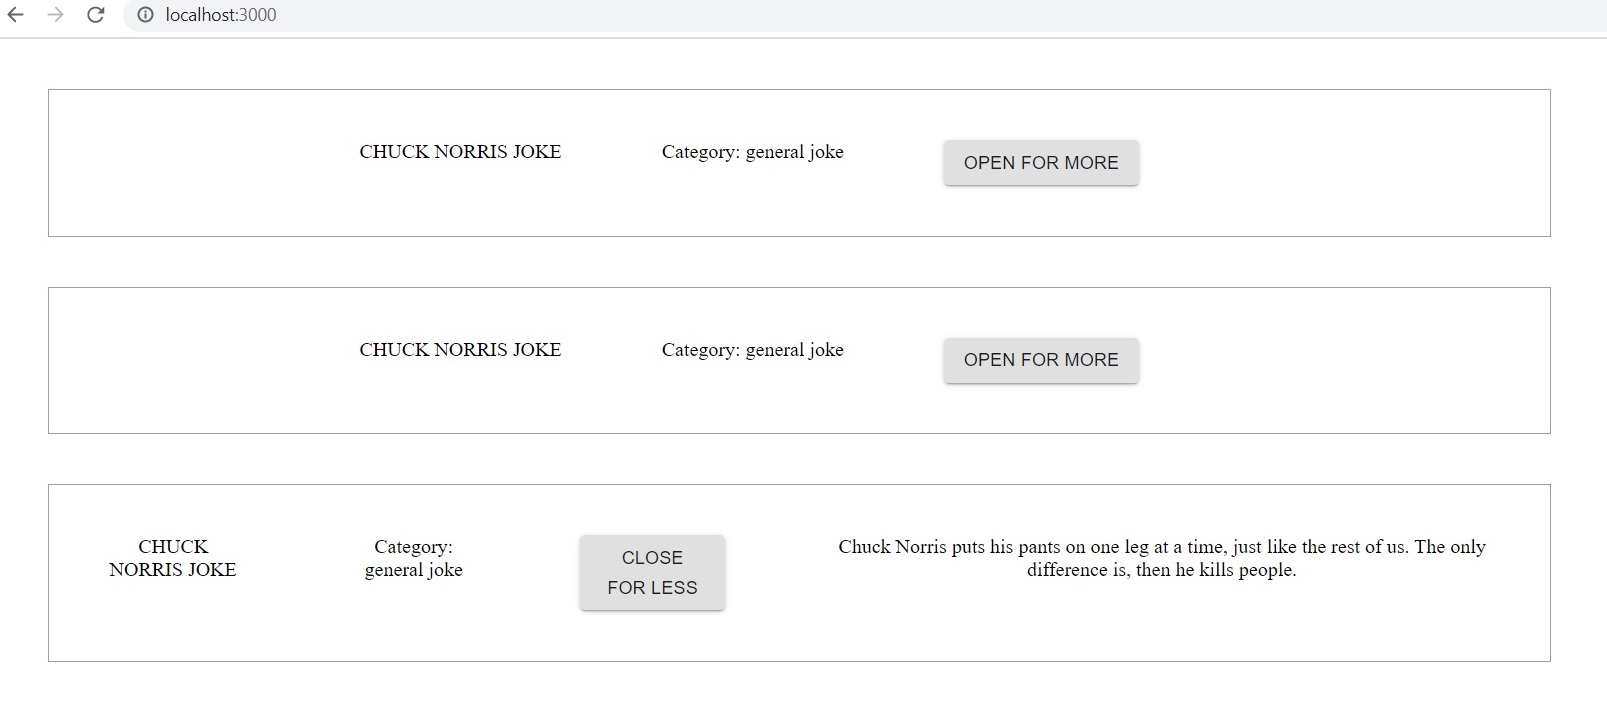 localhost:3000
CHUCK NORRIS JOKE
Category: general joke
OPEN FOR MORE
CHUCK NORRIS JOKE
Category: general joke
OPEN FOR MORE
CHUCK
NORRIS JOKE
Category:
general joke
CLOSE
FOR LESS
Chuck Norris puts his pants on one leg at a time, just like the rest of us. The only
difference is, then he kills people.